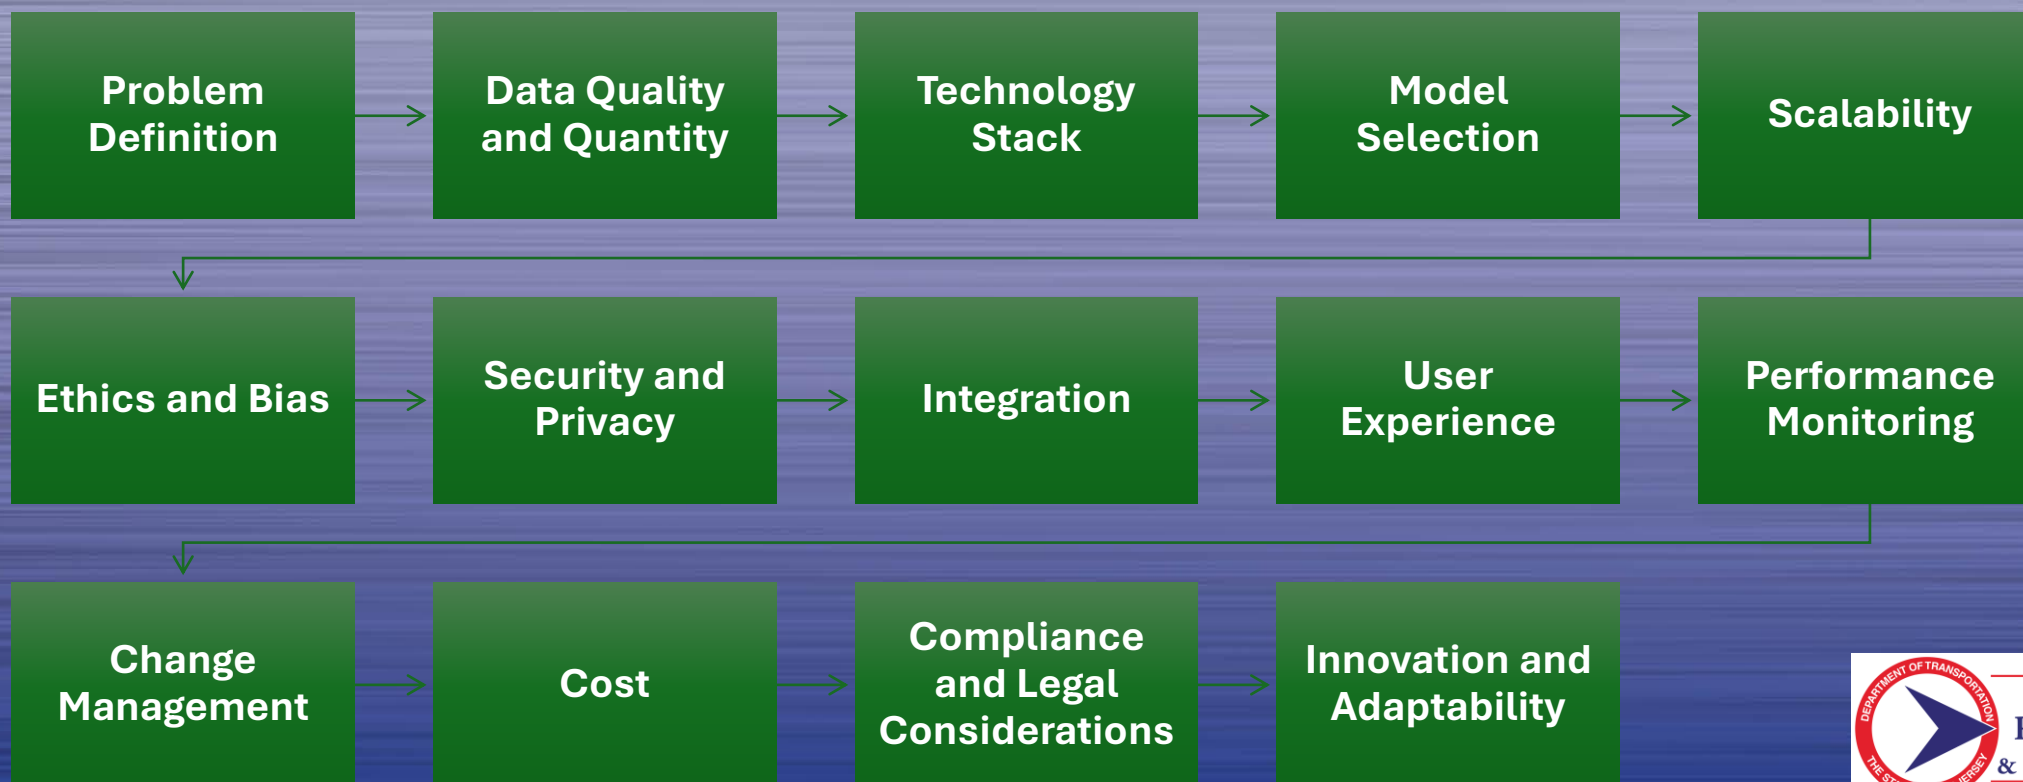 Problem
Definition
Data Quality
and Quantity
Technology
Stack
Model
Selection
Scalability
Ethics and Bias
Security and
Privacy
Integration
User
Experience
Performance
Monitoring
Change
Management
Cost
Compliance
and Legal
Considerations
Innovation and
Adaptability
DEPARTMENT OF TRANSPORTATION
THE
&